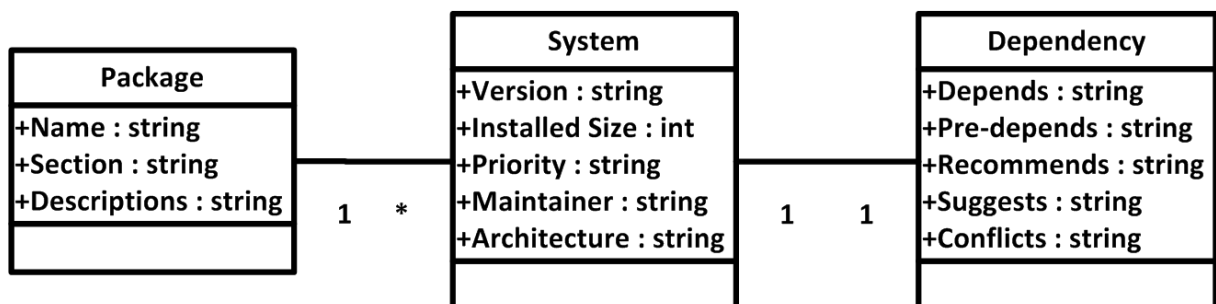 Package
+Name : string
+Section : string
+Descriptions : string
1 *
System
+Version : string
+Installed Size : int
+Priority : string
+Maintainer : string
+Architecture : string
1 1
Dependency
+Depends : string
+Pre-depends : string
+Recommends : string
+Suggests : string
+Conflicts : string